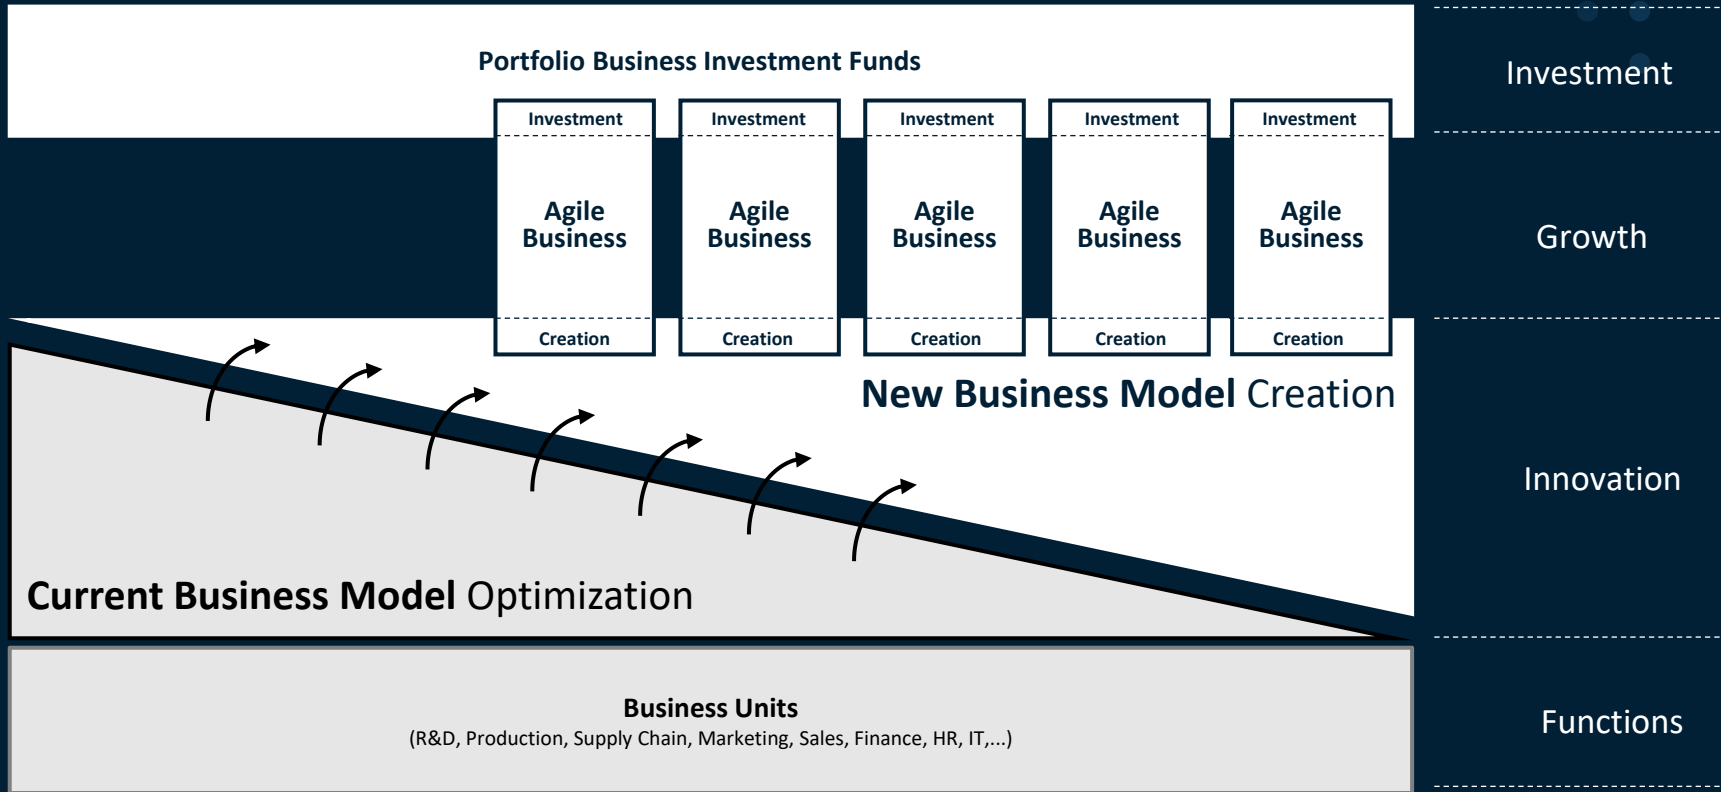 Portfolio Business Investment Funds
Investment
Investment
Investment
Investment
Investment
Investment
Agile
Business
Agile
Business
Agile
Business
Agile
Business
Agile
Business
Growth
Creation
Creation
Creation
Creation
Creation
New Business Model Creation
Innovation
Current Business Model Optimization
Business Units
(R&D, Production, Supply Chain, Marketing, Sales, Finance, HR, IT,...)
Functions